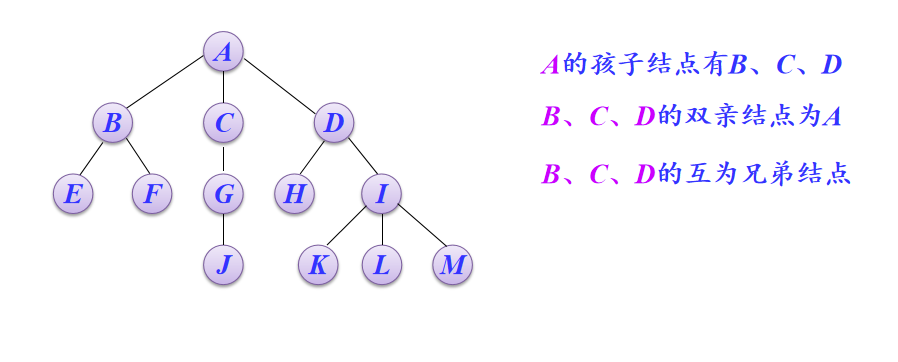 A
B C D
E F G H I
J K L M
A的孩子结点有B、C、D
B、C、D的双亲结点为A
B、C、D的互为兄弟结点